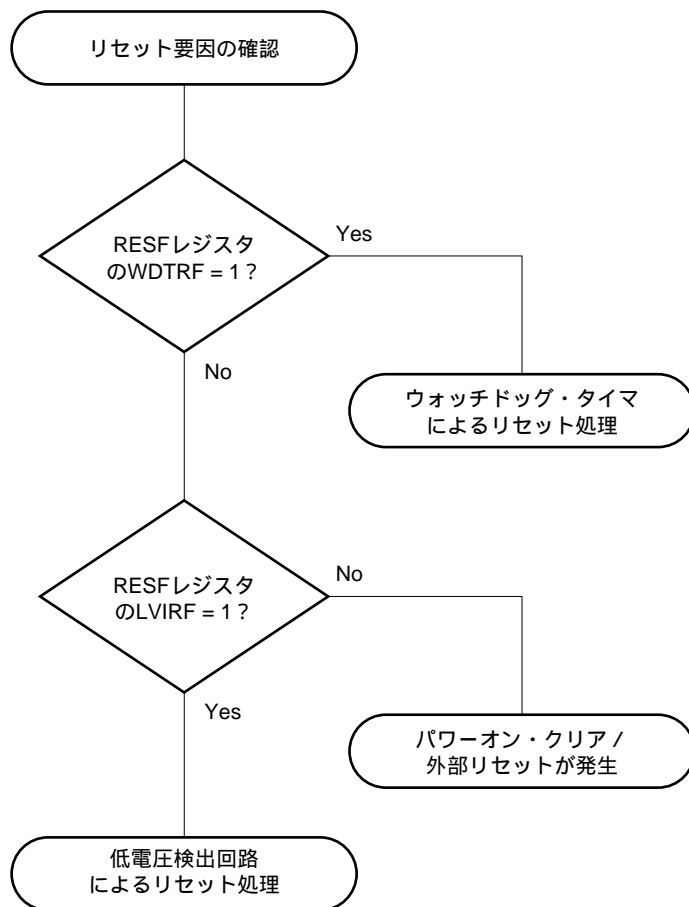 リセット要因の確認
RESFレジスタ
のWDTRF = 1？
Yes
No
ウォッチドッグ・タイマ
によるリセット処理
RESFレジスタ
のLVIRF = 1？
No
Yes
パワーオン・クリア /
外部リセットが発生
低電圧検出回路
によるリセット処理